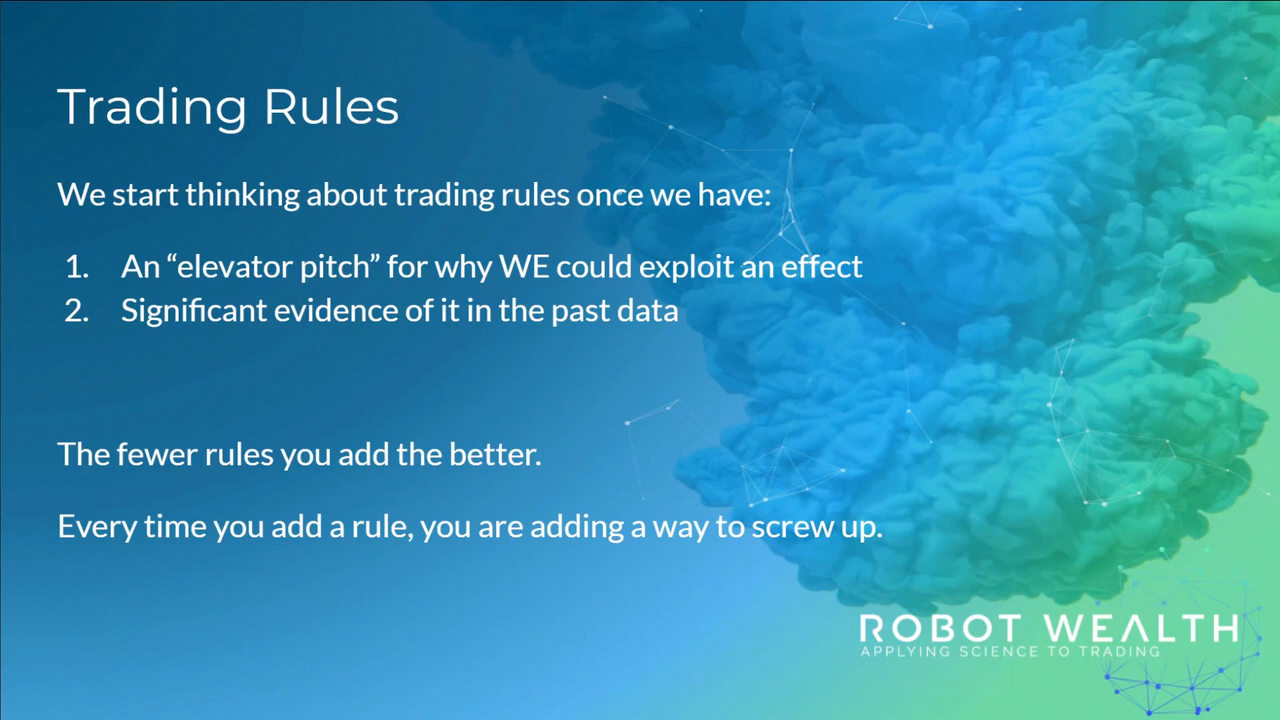 Trading Rules
We start thinking about trading rules once we have:
1. An “elevator pitch” for why WE could exploit an effect
2. Significant evidence of it in the past data
The fewer rules you add the better.
Every time you add a rule, you are adding a way to screw up.
ROBOT WEALTH
APPLYING SCIENCE TO TRADING